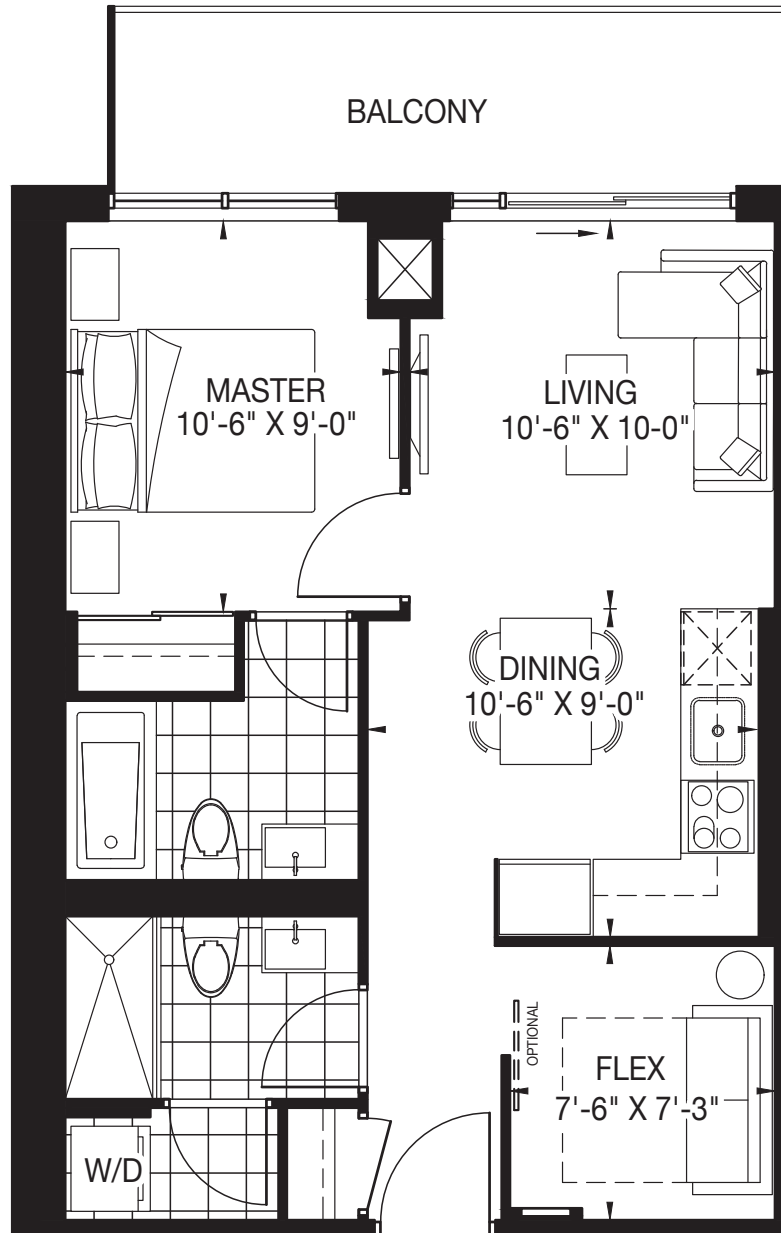 BALCONY
MASTER
10'-6" X 9'-0"
LIVING
10'-6" X 10-0"
DINING
10'-6" X 9'-0"
OPTIONAL
FLEX
7'-6" X 7'-3"
W/D